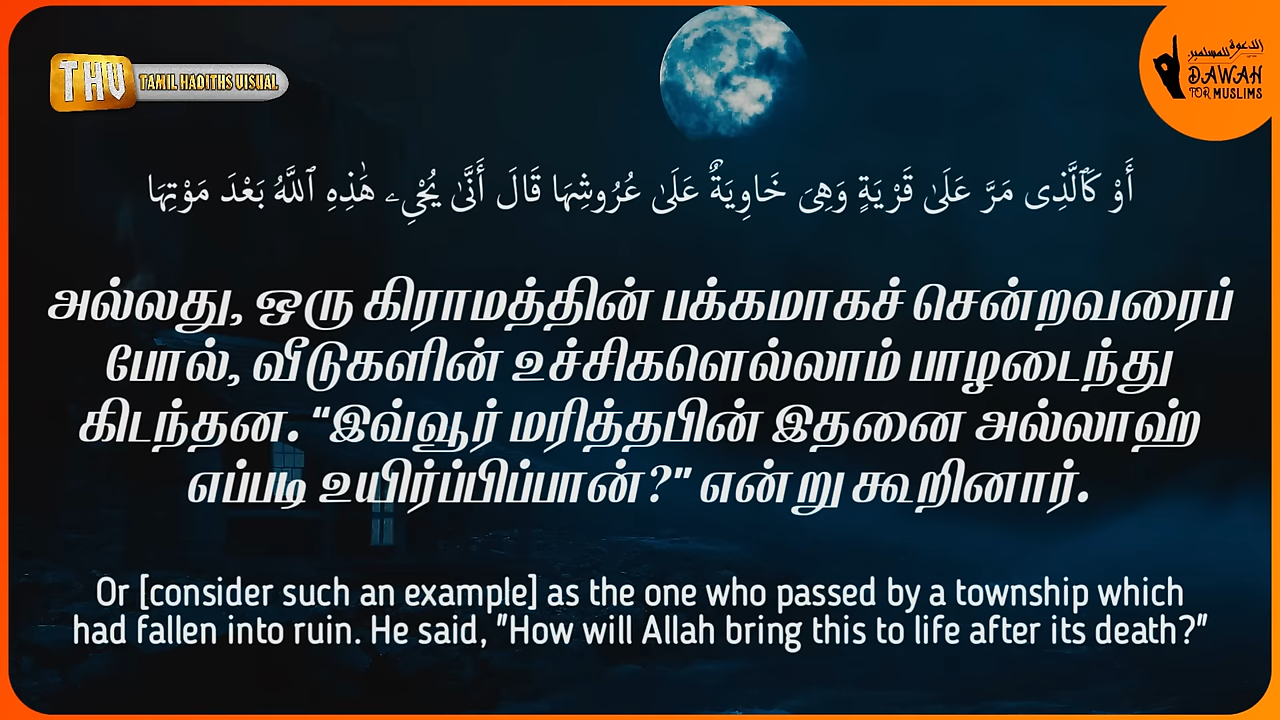 THV TAMIL HADITHS VISUAL
الدعوة للمسلمين
DAWAH
FOR MUSLIMS
أَوْ كَٱلَّذِى مَرَّ عَلَىٰ قَرْيَةٍ وَهِىَ خَاوِيَةٌ عَلَىٰ عُرُوشِهَا قَالَ أَنَّىٰ يُحْىِۦ هَٰذِهِ ٱللَّهُ بَعْدَ مَوْتِهَا
அல்லது, ஒரு கிராமத்தின் பக்கமாகச் சென்றவரைப்
போல், வீடுகளின் உச்சிகளெல்லாம் பாழடைந்து
கிடந்தன. “இவ்வூர் மரித்தபின் இதனை அல்லாஹ்
எப்படி உயிர்ப்பிப்பான்?" என்று கூறினார்.
Or [consider such an example] as the one who passed by a township which
had fallen into ruin. He said, "How will Allah bring this to life after its death?"